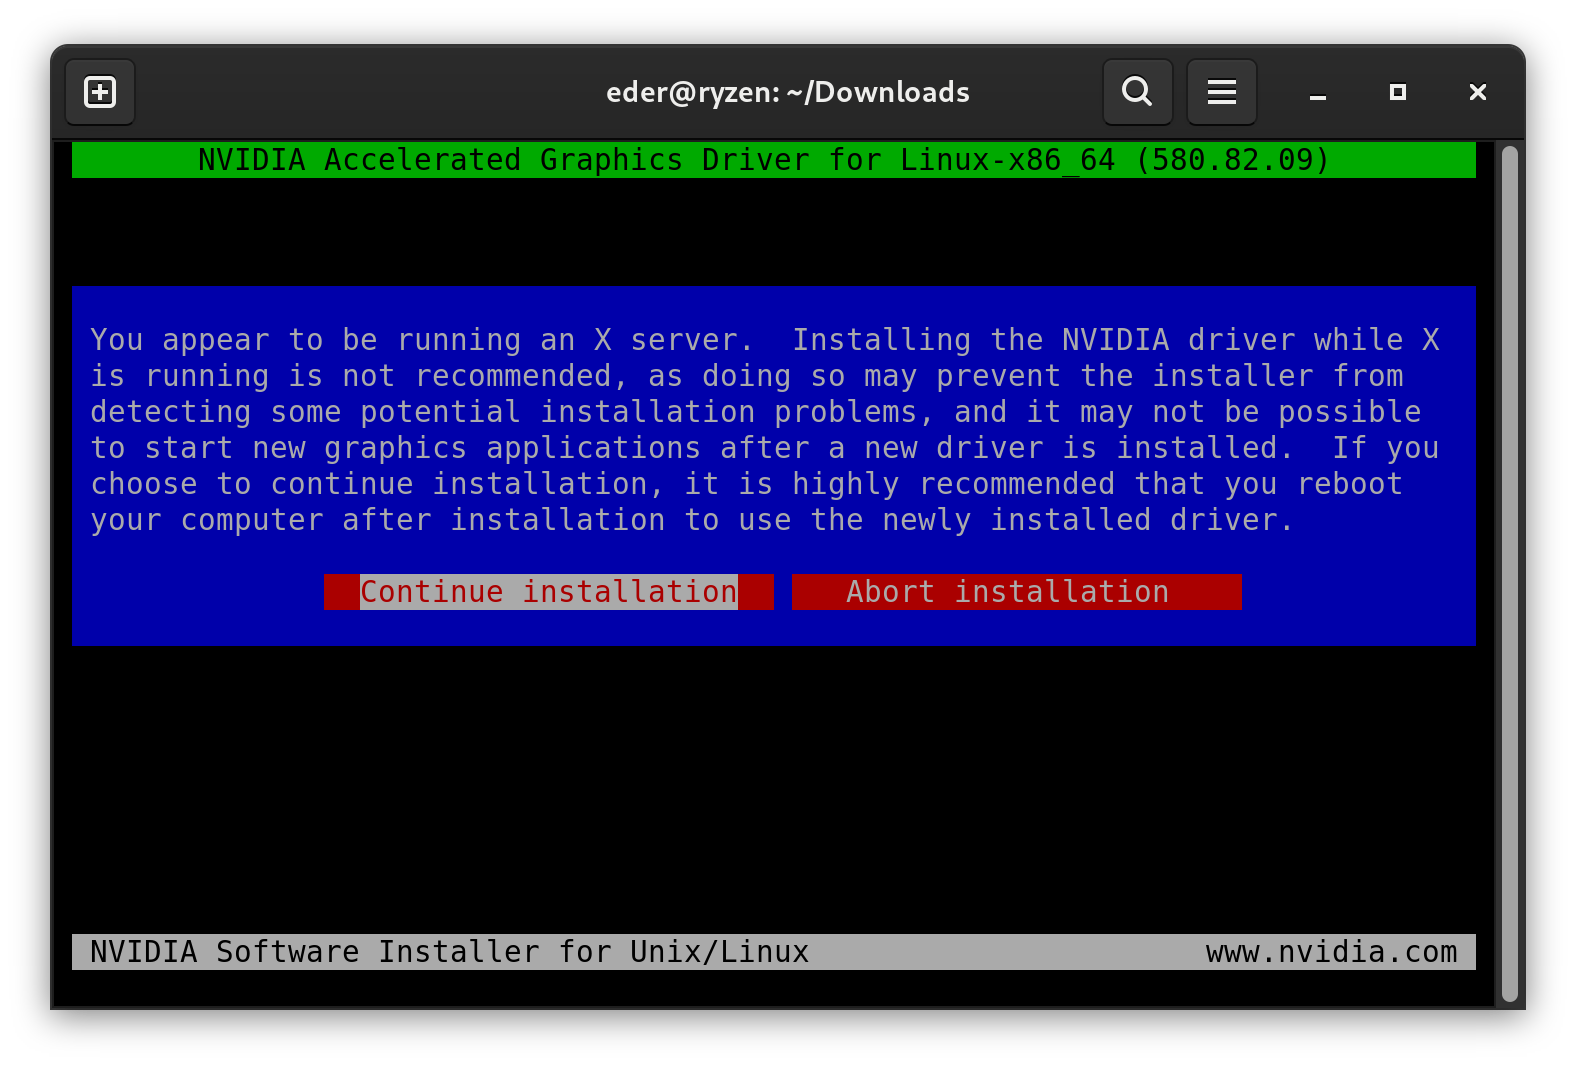 eder@ryzen: ~/Downloads
NVIDIA Accelerated Graphics Driver for Linux-x86_64 (580.82.09)
You appear to be running an X server.  Installing the NVIDIA driver while X
is running is not recommended, as doing so may prevent the installer from
detecting some potential installation problems, and it may not be possible
to start new graphics applications after a new driver is installed.  If you
choose to continue installation, it is highly recommended that you reboot
your computer after installation to use the newly installed driver.
Continue installation Abort installation
NVIDIA Software Installer for Unix/Linux www.nvidia.com